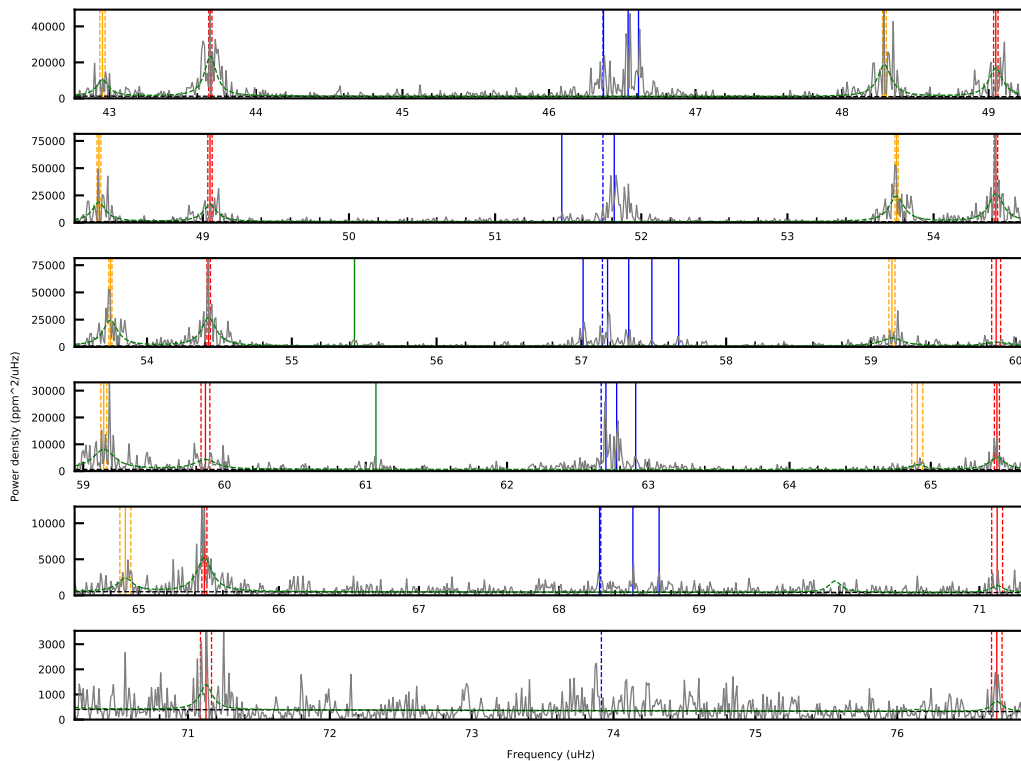 40000
20000
0
43 44 45 46 47 48 49
75000
50000
25000
0
49 50 51 52 53 54
75000
50000
25000
0
54 55 56 57 58 59 60
Power density (ppm^2/uHz)
30000
20000
10000
0
59 60 61 62 63 64 65
10000
5000
0
65 66 67 68 69 70 71
3000
2000
1000
0
71 72 73 74 75 76
Frequency (uHz)